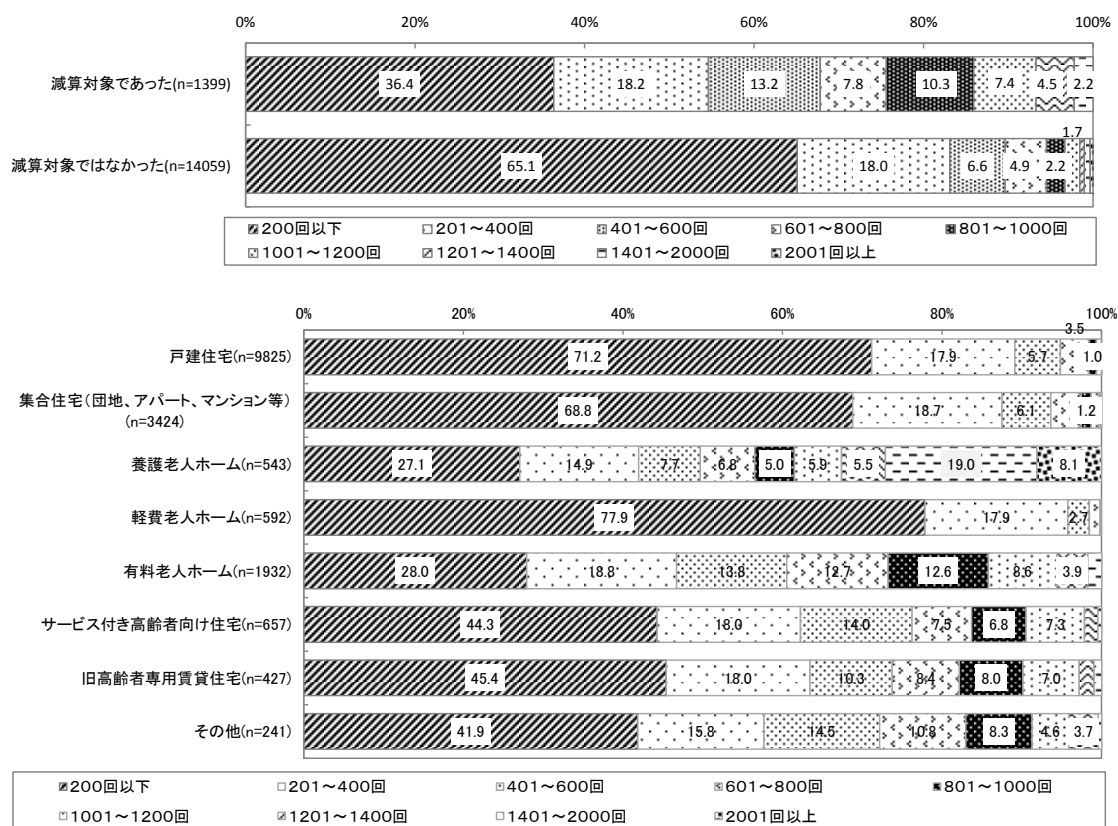 0% 20% 40% 60% 80% 100%
減算対象であった(n=1399) 36.4 18.2 13.2 7.8 10.3 7.4 4.5 2.2
1.7
減算対象ではなかった(n=14059) 65.1 18.0 6.6 4.9 2.2
200回以下 201～400回 401～600回 601～800回 801～1000回
1001～1200回 1201～1400回 1401～2000回 2001回以上
0% 20% 40% 60% 80% 100%
3.5
戸建住宅(n=9825) 71.2 17.9 5.7 1.0
集合住宅（団地、アパート、マンション等）
(n=3424) 68.8 18.7 6.1 1.2
養護老人ホーム(n=543) 27.1 14.9 7.7 6.8 5.0 5.9 5.5 19.0 8.1
軽費老人ホーム(n=592) 77.9 17.9 2.7
有料老人ホーム(n=1932) 28.0 18.8 13.8 12.7 12.6 8.6 3.9
サービス付き高齢者向け住宅(n=657) 44.3 18.0 14.0 7.5 6.8 7.3
旧高齢者専用賃貸住宅(n=427) 45.4 18.0 10.3 8.4 8.0 7.0
その他(n=241) 41.9 15.8 14.5 10.8 8.3 4.6 3.7
200回以下 201～400回 401～600回 601～800回 801～1000回
1001～1200回 1201～1400回 1401～2000回 2001回以上